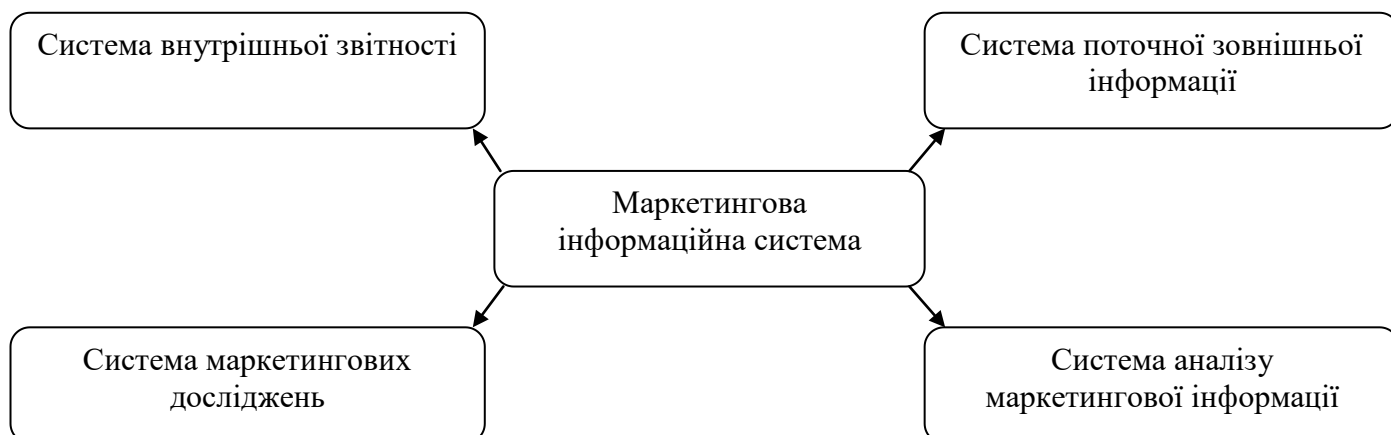 Система внутрішньої звітності
Система поточної зовнішньої
інформації
Маркетингова
інформаційна система
Система маркетингових
досліджень
Система аналізу
маркетингової інформації